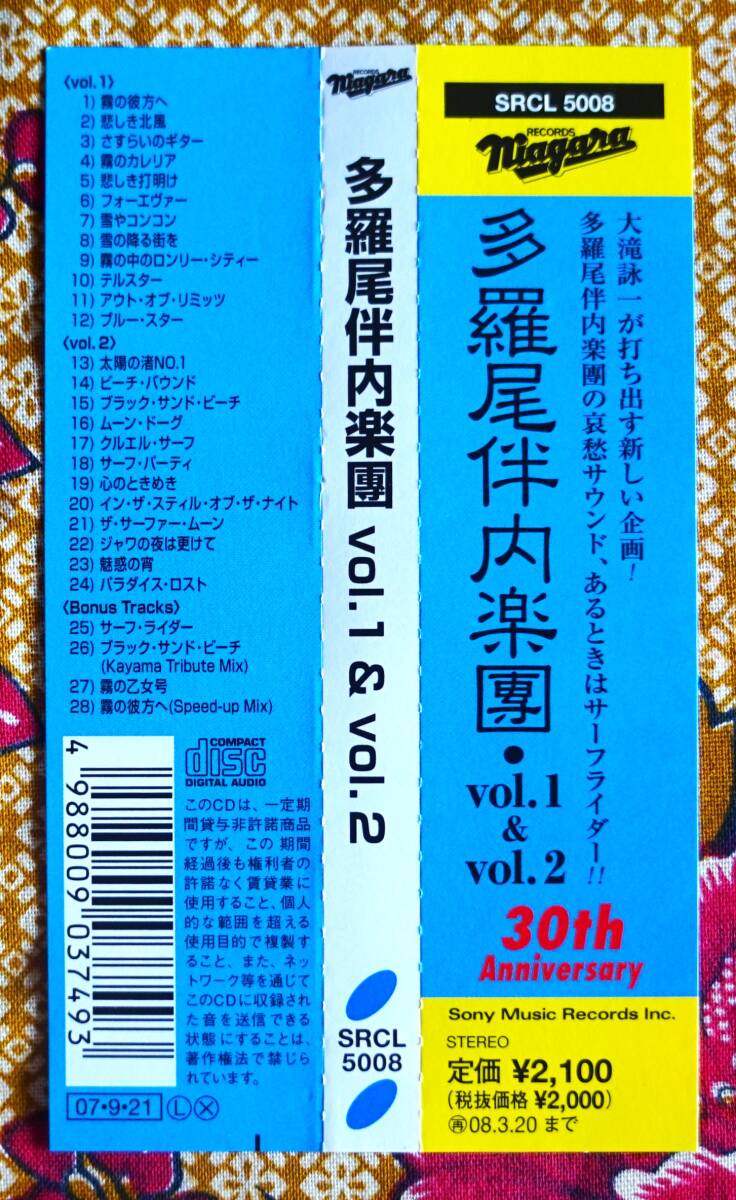 〈vol.1〉
1) 霧の彼方へ
2) 悲しき北風
3) さすらいのギター
4) 霧のカレリア
5) 悲しき打明け
6) フォーエヴァー
7) 雪やコンコン
8) 雪の降る街を
9) 霧の中のロンリー・シティー
10) テルスター
11) アウト・オブ・リミッツ
12) ブルー・スター
〈vol.2〉
13) 太陽の渚NO.1
14) ビーチ・バウンド
15) ブラック・サンド・ビーチ
16) ムーン・ドーグ
17) クルエル・サーフ
18) サーフ・パーティ
19) 心のときめき
20) イン・ザ・スティル・オブ・ザ・ナイト
21) ザ・サーファー・ムーン
22) ジャワの夜は更けて
23) 魅惑の宵
24) パラダイス・ロスト
〈Bonus Tracks〉
25) サーフ・ライダー
26) ブラック・サンド・ビーチ
(Kayama Tribute Mix)
27) 霧の乙女号
28) 霧の彼方へ(Speed-up Mix)
4 988009 037493
COMPACT
disc
DIGITAL AUDIO
このCDは、一定期
間貸与非許諾商品
ですが、この期間
経過後も権利者の
許諾なく賃貸業に
使用すること、個人
的な範囲を超える
使用目的で複製す
ること、また、ネッ
トワーク等を通じて
このCDに収録され
た音を送信できる
状態にすることは、
著作権法で禁じら
れています。
07・9・21 Ⓛ Ⓧ
RECORDS
Niagara
多羅尾伴内楽團 vol.1 & vol.2
SRCL
5008
SRCL 5008
RECORDS
Niagara
大滝詠一が打ち出す新しい企画!
多羅尾伴内楽團の哀愁サウンド、あるときはサーフライダー!!
多羅尾伴内楽團・
vol.1
&
vol.2
30th
Anniversary
Sony Music Records Inc.
STEREO
定価 ¥2,100
(税抜価格 ¥2,000)
再08.3.20 まで